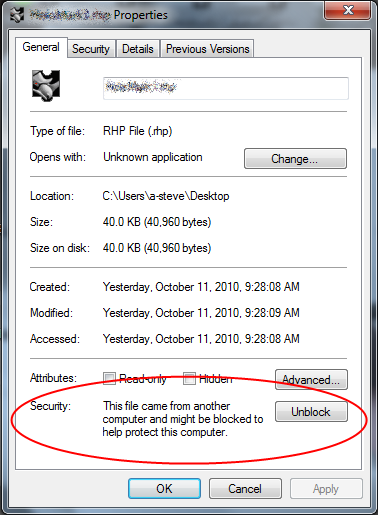 Properties
General Security Details Previous Versions
Type of file: RHP File (.rhp)
Opens with: Unknown application Change...
Location: C:\Users\a-steve\Desktop
Size: 40.0 KB (40,960 bytes)
Size on disk: 40.0 KB (40,960 bytes)
Created: Yesterday, October 11, 2010, 9:28:08 AM
Modified: Yesterday, October 11, 2010, 9:28:09 AM
Accessed: Yesterday, October 11, 2010, 9:28:08 AM
Attributes: Read-only Hidden Advanced...
Security: This file came from another Unblock
computer and might be blocked to
help protect this computer.
OK Cancel Apply